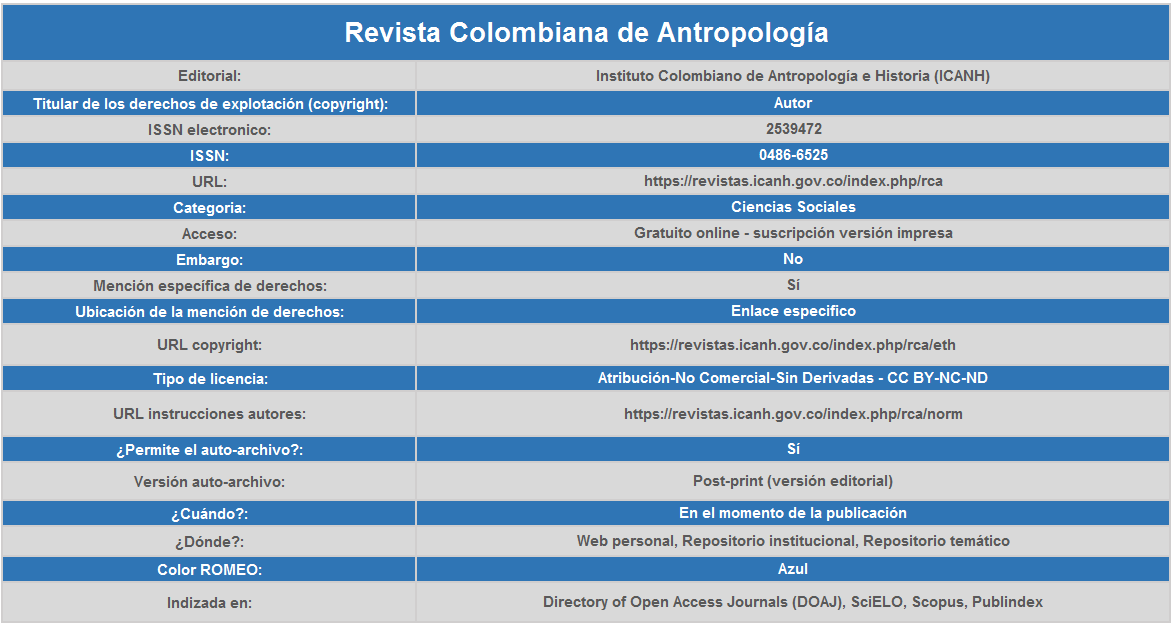 Revista Colombiana de Antropología
Editorial: Instituto Colombiano de Antropología e Historia (ICANH)
Titular de los derechos de explotación (copyright): Autor
ISSN electronico: 2539472
ISSN: 0486-6525
URL: https://revistas.icanh.gov.co/index.php/rca
Categoria: Ciencias Sociales
Acceso: Gratuito online - suscripción versión impresa
Embargo: No
Mención específica de derechos: Sí
Ubicación de la mención de derechos: Enlace especifico
URL copyright: https://revistas.icanh.gov.co/index.php/rca/eth
Tipo de licencia: Atribución-No Comercial-Sin Derivadas - CC BY-NC-ND
URL instrucciones autores: https://revistas.icanh.gov.co/index.php/rca/norm
¿Permite el auto-archivo?: Sí
Versión auto-archivo: Post-print (versión editorial)
¿Cuándo?: En el momento de la publicación
¿Dónde?: Web personal, Repositorio institucional, Repositorio temático
Color ROMEO: Azul
Indizada en: Directory of Open Access Journals (DOAJ), SciELO, Scopus, Publindex